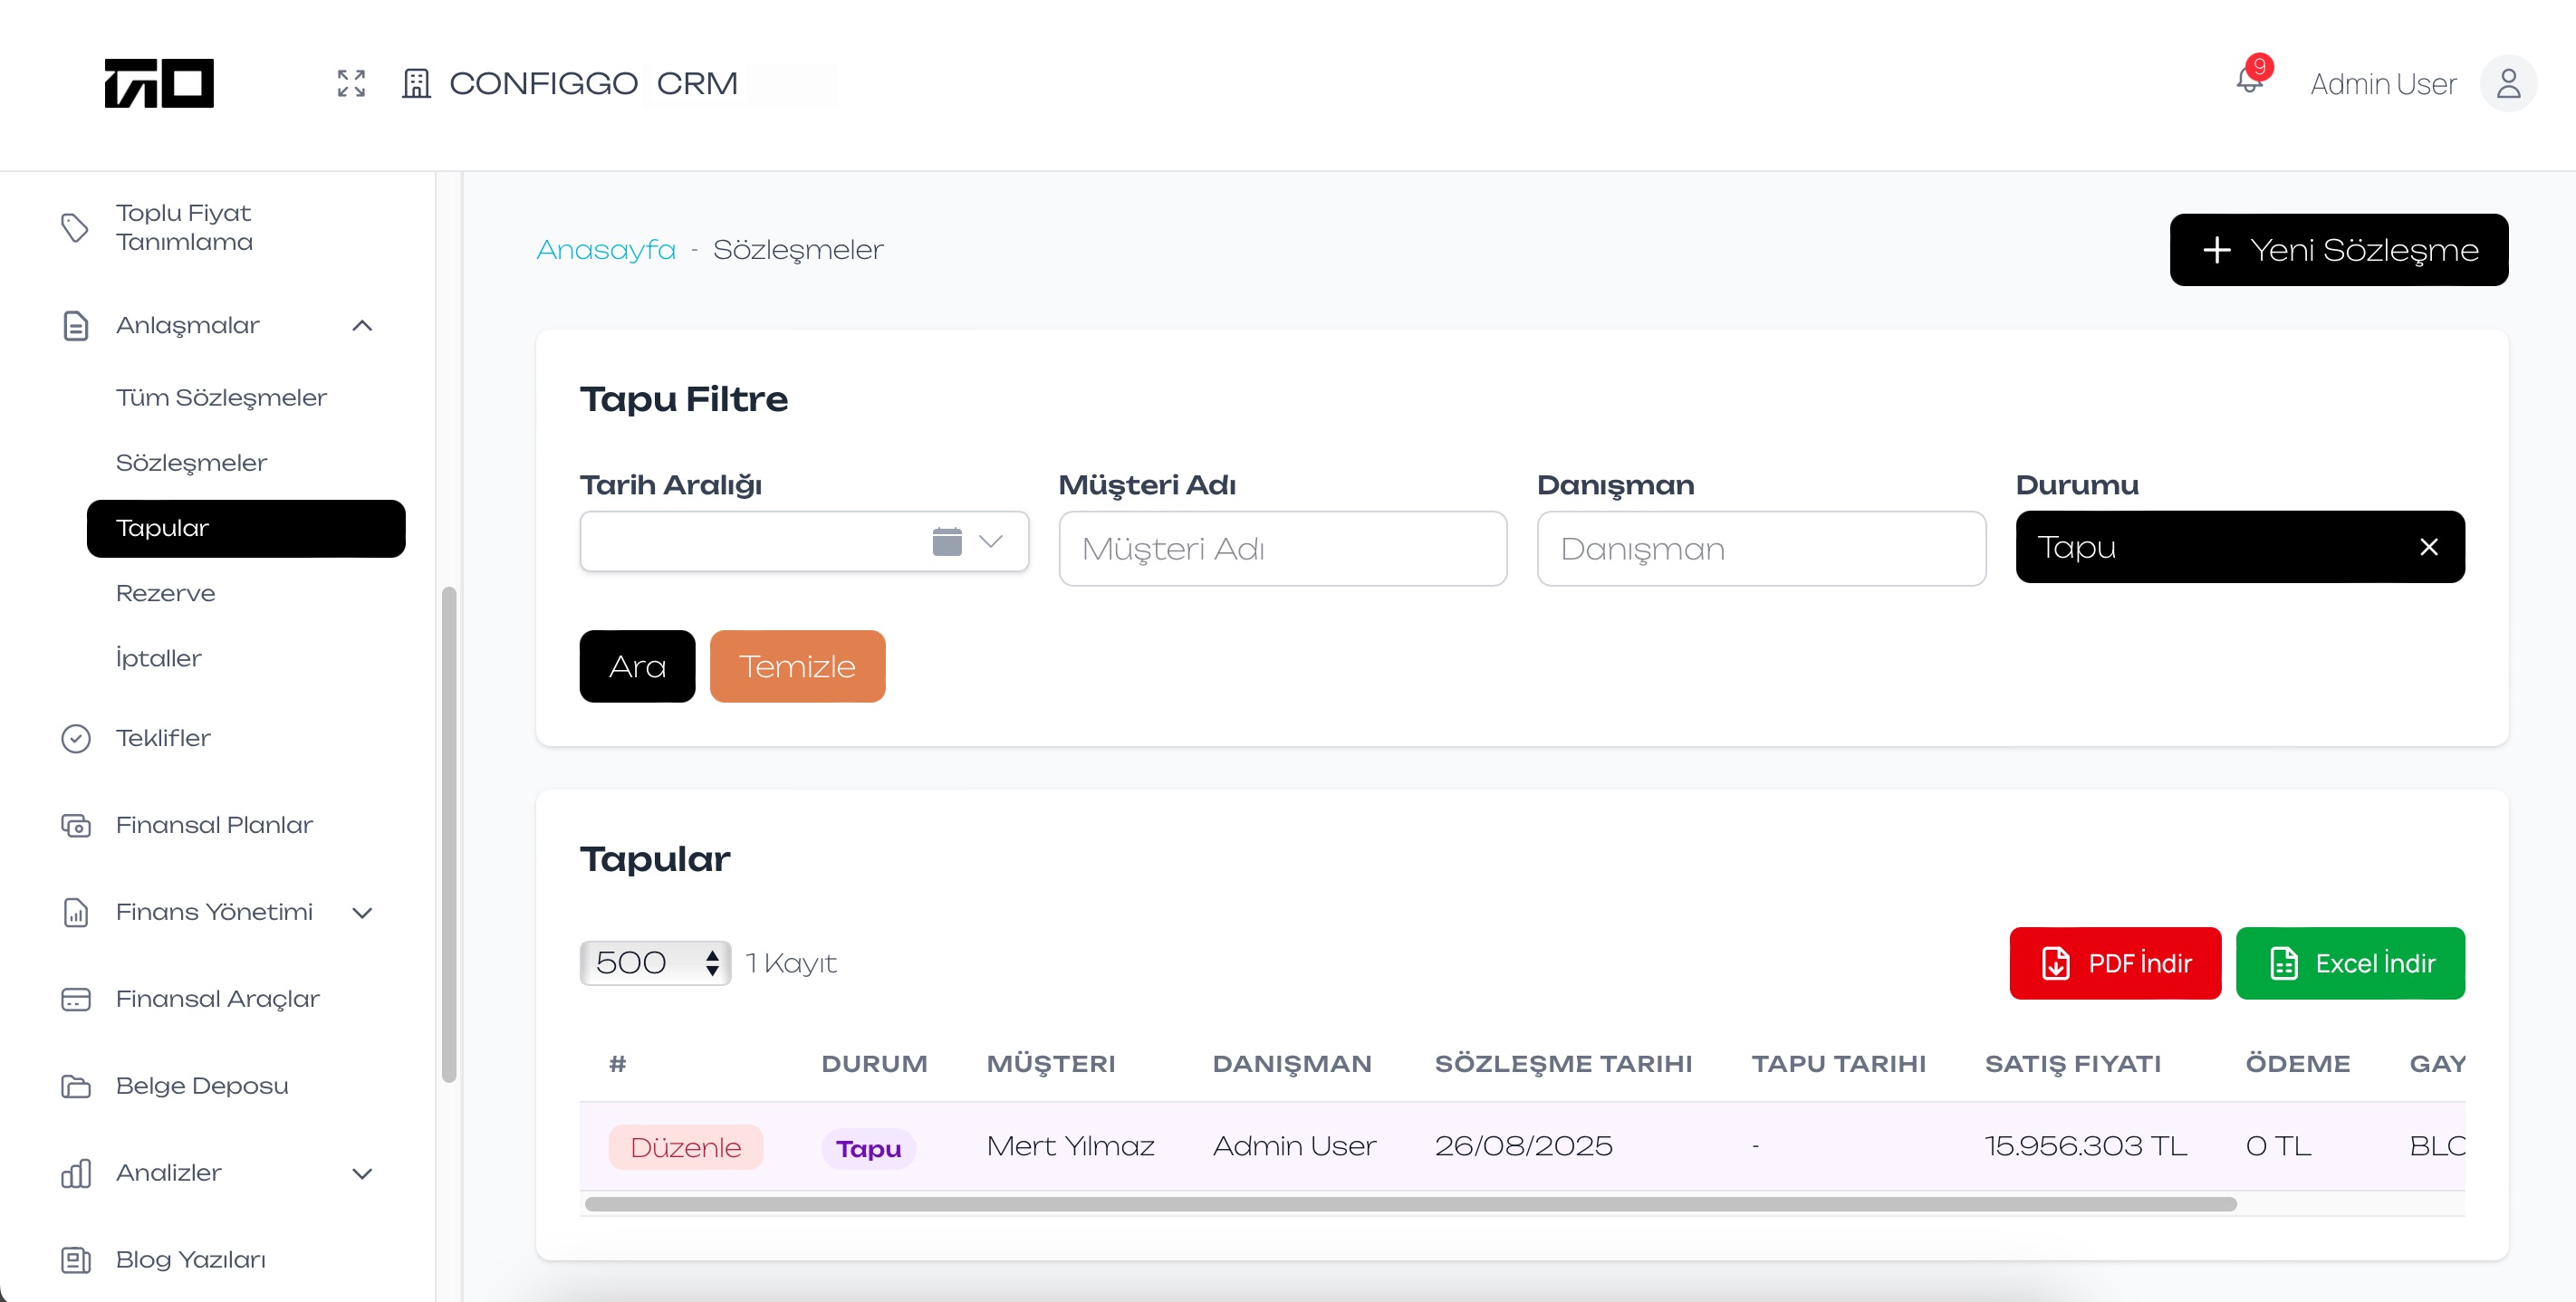 CONFIGGO CRM
9
Admin User
Toplu Fiyat
Tanımlama
Anlaşmalar
Tüm Sözleşmeler
Sözleşmeler
Tapular
Rezerve
İptaller
Teklifler
Finansal Planlar
Finans Yönetimi
Finansal Araçlar
Belge Deposu
Analizler
Blog Yazıları
Anasayfa - Sözleşmeler
+ Yeni Sözleşme
Tapu Filtre
Tarih Aralığı
Müşteri Adı
Danışman
Durumu
Müşteri Adı
Danışman
Tapu
Ara
Temizle
Tapular
500
1 Kayıt
PDF İndir
Excel İndir
# DURUM MÜŞTERI DANIŞMAN SÖZLEŞME TARIHI TAPU TARIHI SATIŞ FIYATI ÖDEME GAY
Düzenle Tapu Mert Yılmaz Admin User 26/08/2025 - 15.956.303 TL 0 TL BLO